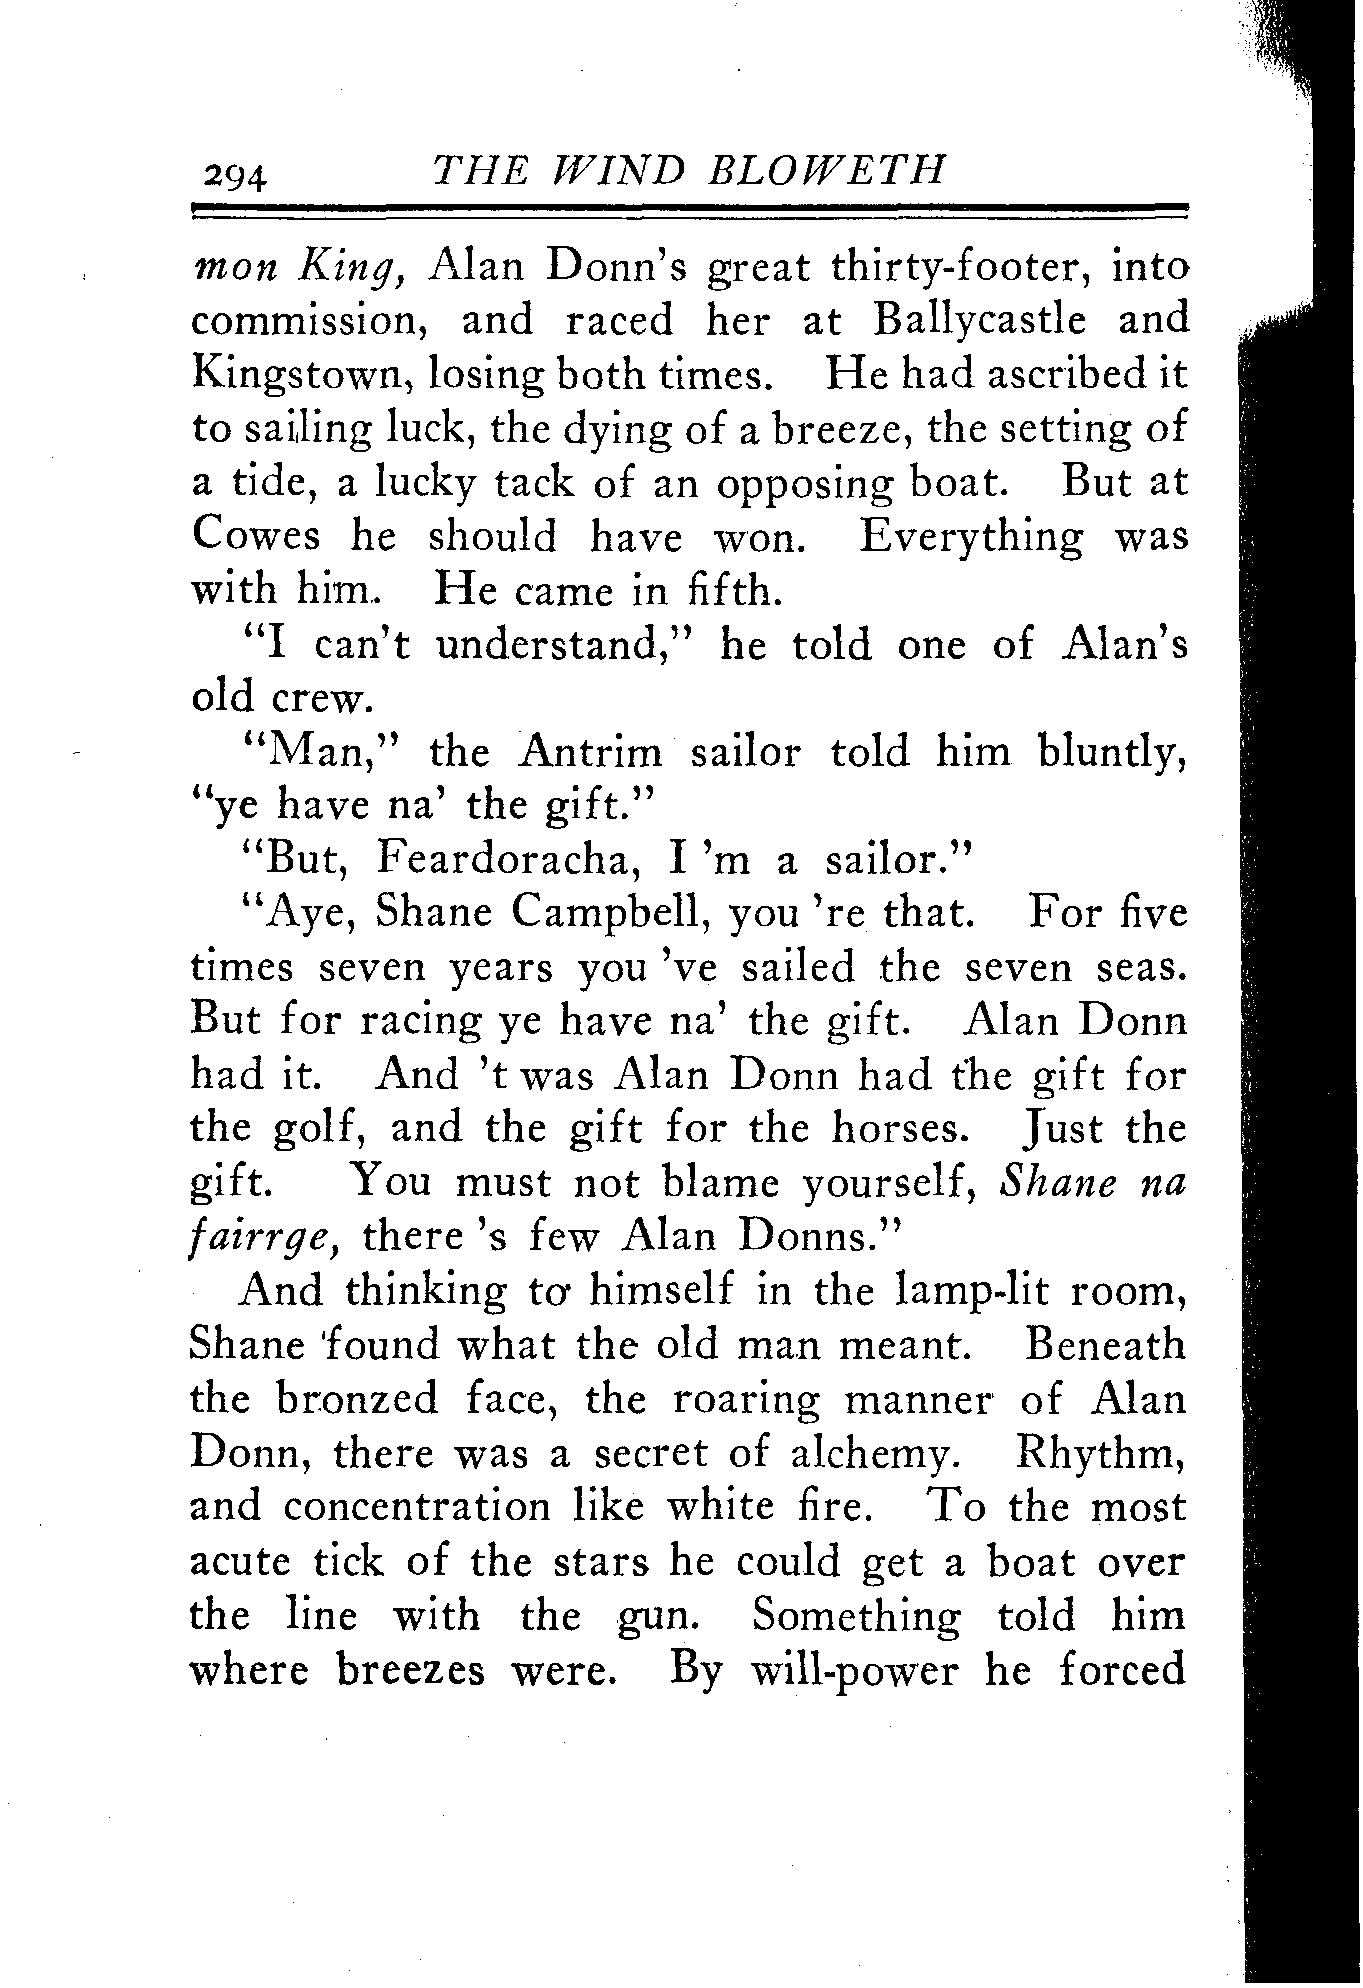 294 THE WIND BLOWETH
mon King, Alan Donn's great thirty-footer, into
commission, and raced her at Ballycastle and
Kingstown, losing both times. He had ascribed it
to sailing luck, the dying of a breeze, the setting of
a tide, a lucky tack of an opposing boat. But at
Cowes he should have won. Everything was
with him. He came in fifth.
"I can't understand," he told one of Alan's
old crew.
"Man," the Antrim sailor told him bluntly,
"ye have na' the gift."
"But, Feardoracha, I 'm a sailor."
"Aye, Shane Campbell, you 're that. For five
times seven years you 've sailed the seven seas.
But for racing ye have na' the gift. Alan Donn
had it. And 't was Alan Donn had the gift for
the golf, and the gift for the horses. Just the
gift. You must not blame yourself, Shane na
fairrge, there 's few Alan Donns."
And thinking to himself in the lamp-lit room,
Shane found what the old man meant. Beneath
the bronzed face, the roaring manner of Alan
Donn, there was a secret of alchemy. Rhythm,
and concentration like white fire. To the most
acute tick of the stars he could get a boat over
the line with the gun. Something told him
where breezes were. By will-power he forced